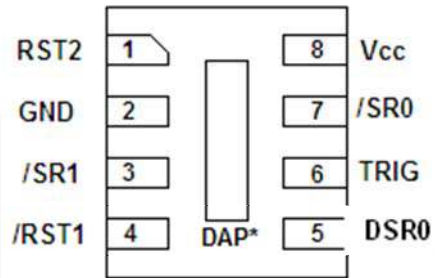 RST2 1 8 Vcc
GND 2 7 /SR0
/SR1 3 6 TRIG
/RST1 4 DAP* 5 DSR0